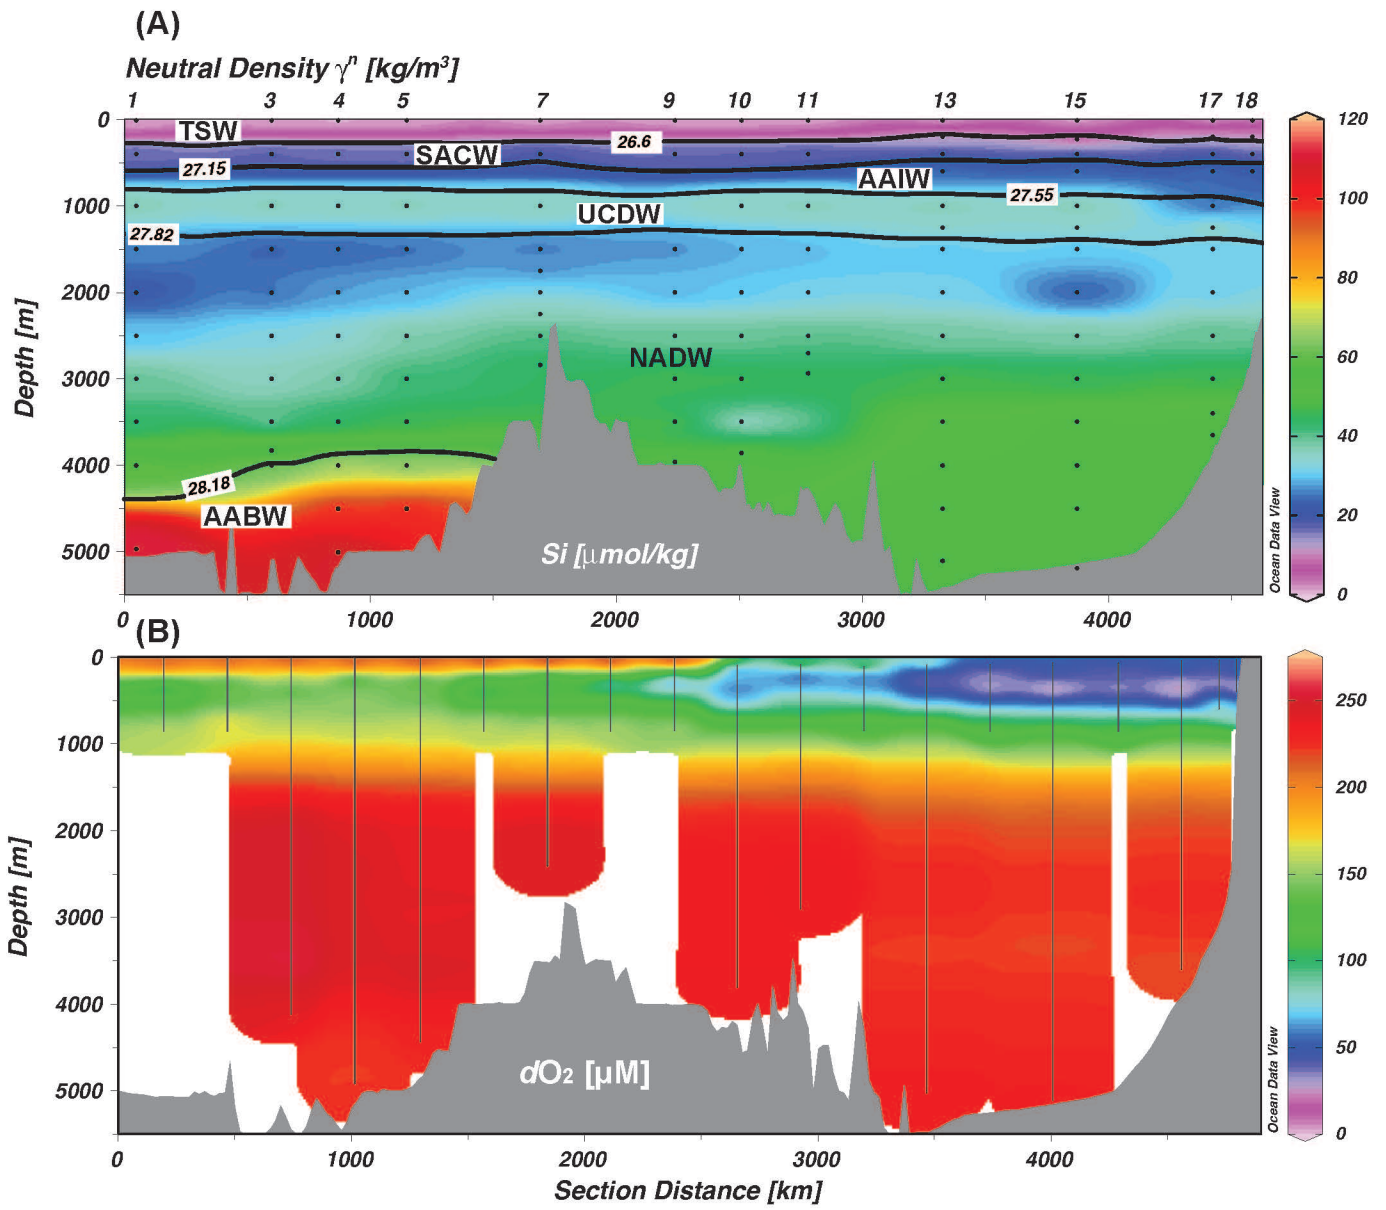 (A)
Neutral Density γⁿ [kg/m³]
1 3 4 5 7 9 10 11 13 15 17 18
0
1000
2000
3000
4000
5000
Depth [m]
TSW
26.6
SACW
27.15
AAIW
27.55
UCDW
27.82
NADW
28.18
AABW
Si [μmol/kg]
Ocean Data View
120
100
80
60
40
20
0
0 1000 2000 3000 4000
(B)
0
1000
2000
3000
4000
5000
Depth [m]
dO₂ [μM]
Ocean Data View
250
200
150
100
50
0
0 1000 2000 3000 4000
Section Distance [km]